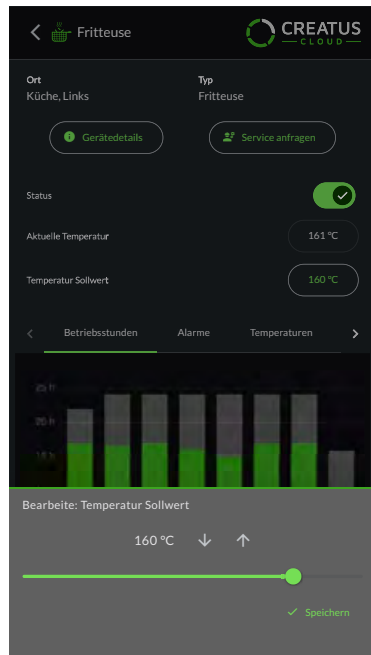 Fritteuse
CREATUS
CLOUD
Ort
Typ
Küche, Links
Fritteuse
Gerätedetails
Service anfragen
Status
Aktuelle Temperatur
161 °C
Temperatur Sollwert
160 °C
Betriebsstunden
Alarme
Temperaturen
25 h
20 h
15 h
Bearbeite: Temperatur Sollwert
160 °C
Speichern